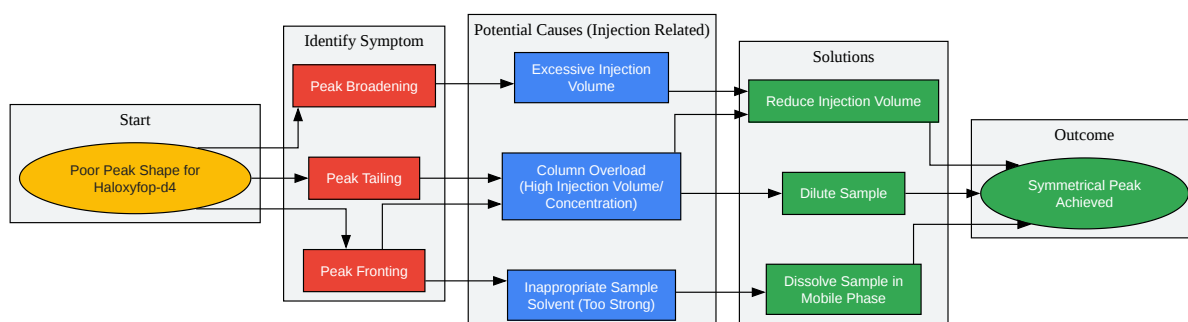 Start
Poor Peak Shape for
Haloxyfop-d4
Identify Symptom
Peak Broadening
Peak Tailing
Peak Fronting
Potential Causes (Injection Related)
Excessive Injection
Volume
Column Overload
(High Injection Volume/
Concentration)
Inappropriate Sample
Solvent (Too Strong)
Solutions
Reduce Injection Volume
Dilute Sample
Dissolve Sample in
Mobile Phase
Outcome
Symmetrical Peak
Achieved